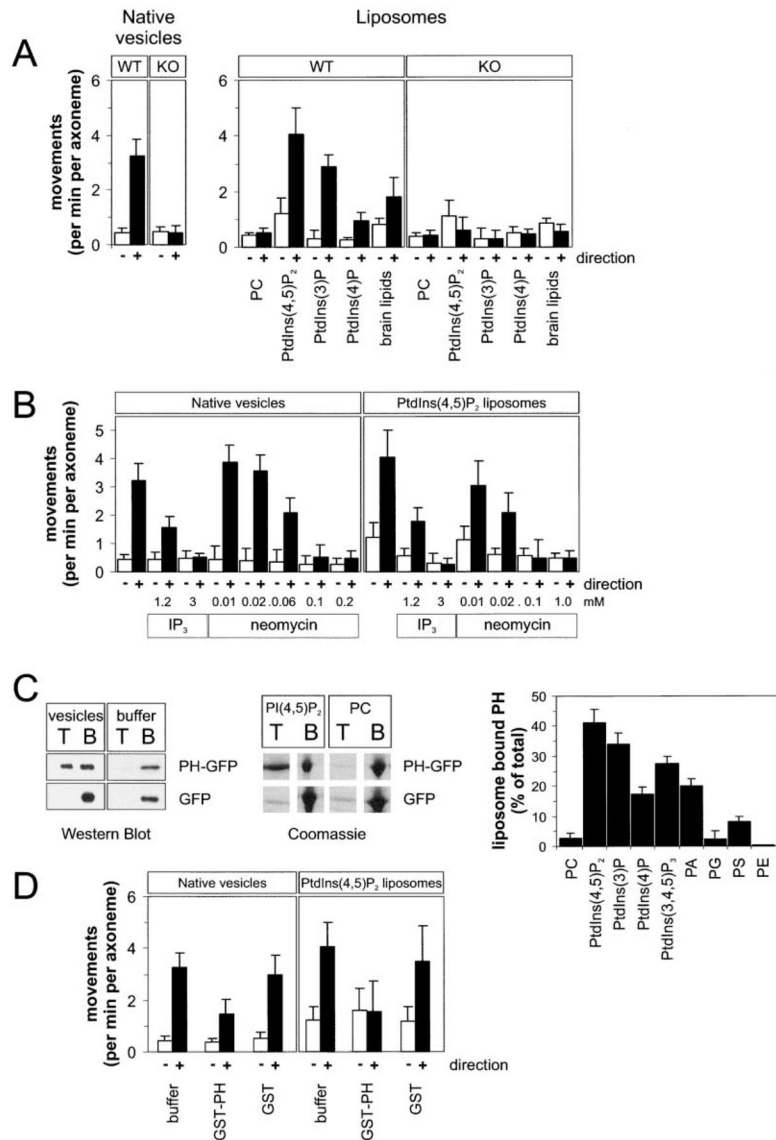 Native
vesicles
Liposomes
A
WT KO WT KO
movements
(per min per axoneme)
6
4
2
0
6
4
2
0
- + - + - + - + - + - + - + - + - + - + - + - + direction
PC PtdIns(4,5)P₂ PtdIns(3)P PtdIns(4)P brain lipids PC PtdIns(4,5)P₂ PtdIns(3)P PtdIns(4)P brain lipids
B
Native vesicles PtdIns(4,5)P₂ liposomes
movements
(per min per axoneme)
5
4
3
2
1
0
- + - + - + - + - + - + - + - + - + - + - + - + - + - + - + direction
1.2 3 0.01 0.02 0.06 0.1 0.2 1.2 3 0.01 0.02 0.1 1.0 mM
IP₃ neomycin IP₃ neomycin
C
vesicles buffer
T B T B
PH-GFP
GFP
Western Blot
PI(4,5)P₂ PC
T B T B
PH-GFP
GFP
Coomassie
liposome bound PH
(% of total)
50
40
30
20
10
0
PC PtdIns(4,5)P₂ PtdIns(3)P PtdIns(4)P PtdIns(3,4,5)P₃ PA PG PS PE
D
Native vesicles PtdIns(4,5)P₂ liposomes
movements
(per min per axoneme)
6
4
2
0
- + - + - + - + - + - + direction
buffer GST-PH GST buffer GST-PH GST